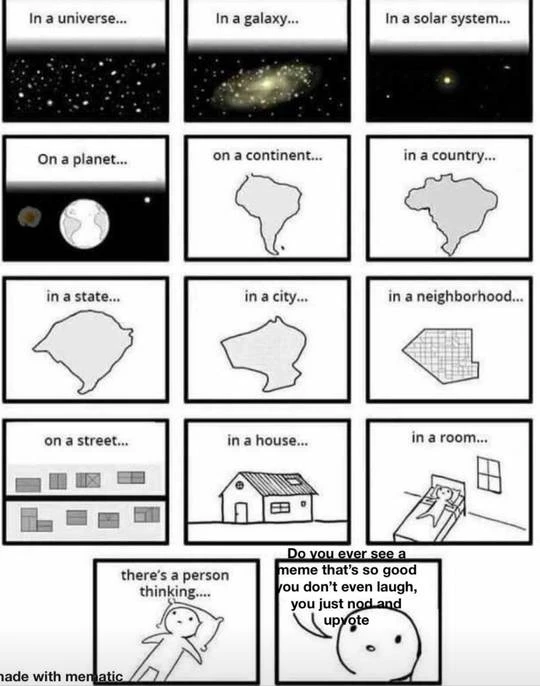 In a universe...
In a galaxy...
In a solar system...
On a planet...
on a continent...
in a country...
in a state...
in a city...
in a neighborhood...
on a street...
in a house...
in a room...
there's a person
thinking....
Do you ever see a
meme that's so good
you don't even laugh,
you just nod and
upvote
made with mematic